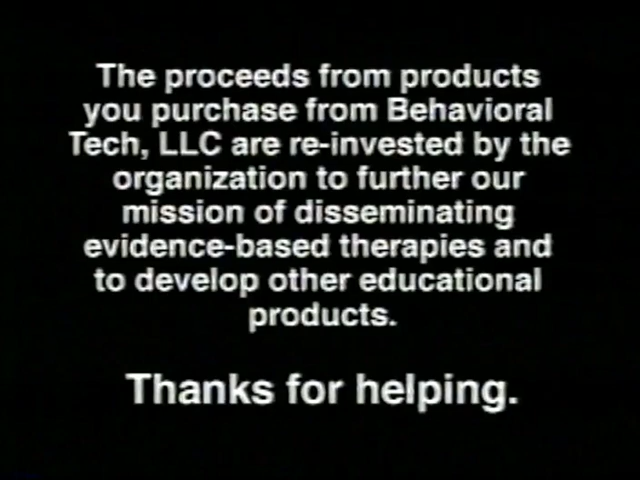 The proceeds from products
you purchase from Behavioral
Tech, LLC are re-invested by the
organization to further our
mission of disseminating
evidence-based therapies and
to develop other educational
products.
Thanks for helping.